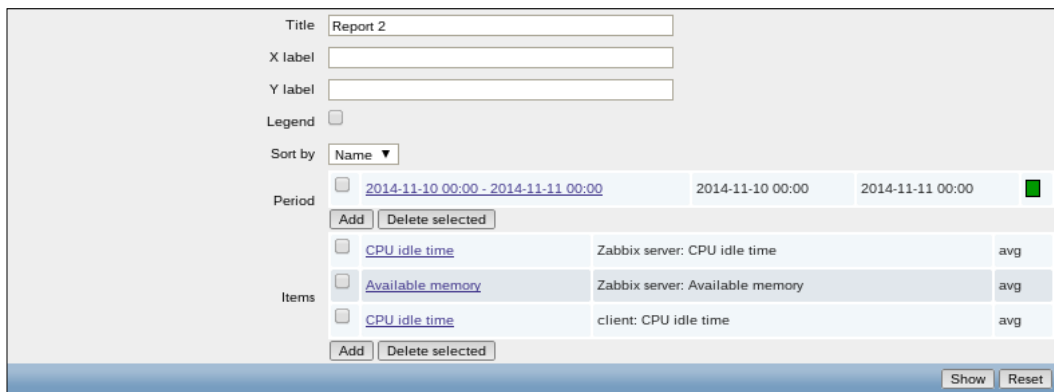 Title Report 2
X label
Y label
Legend
Sort by Name
Period 2014-11-10 00:00 - 2014-11-11 00:00 2014-11-10 00:00 2014-11-11 00:00
Add Delete selected
CPU idle time Zabbix server: CPU idle time avg
Items Available memory Zabbix server: Available memory avg
CPU idle time client: CPU idle time avg
Add Delete selected
Show Reset